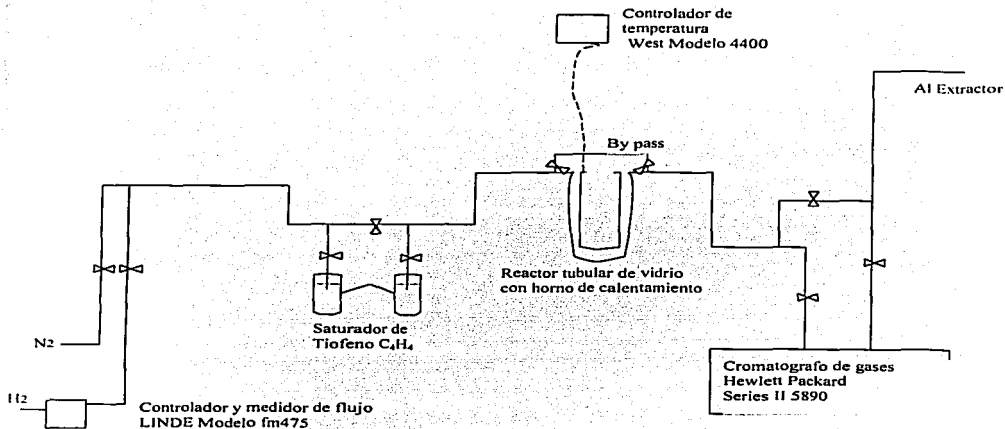 Controlador de
temperatura
West Modelo 4400
Al Extractor
By pass
Reactor tubular de vidrio
con horno de calentamiento
Saturador de
Tiofeno C₄H₄
N2
H2
Controlador y medidor de flujo
LINDE Modelo fm475
Cromatografo de gases
Hewlett Packard
Series II 5890